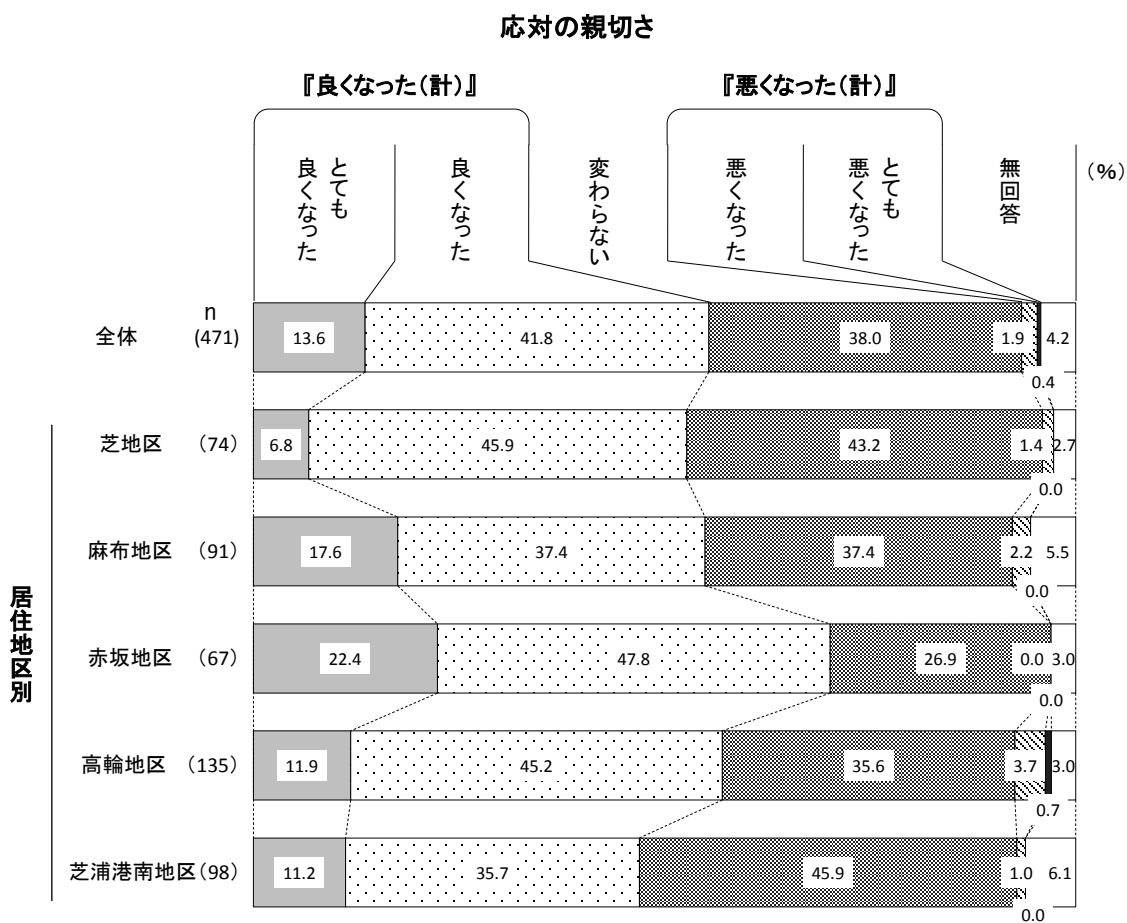 応対の親切さ
『良くなった(計)』 『悪くなった(計)』
とても良くなった 良くなった 変わらない 悪くなった とても悪くなった 無回答 (%)
n
全体 (471) 13.6 41.8 38.0 1.9 4.2
0.4
芝地区 (74) 6.8 45.9 43.2 1.4 2.7
0.0
麻布地区 (91) 17.6 37.4 37.4 2.2 5.5
0.0
赤坂地区 (67) 22.4 47.8 26.9 0.0 3.0
0.0
高輪地区 (135) 11.9 45.2 35.6 3.7 3.0
0.7
芝浦港南地区(98) 11.2 35.7 45.9 1.0 6.1
0.0
居住地区別